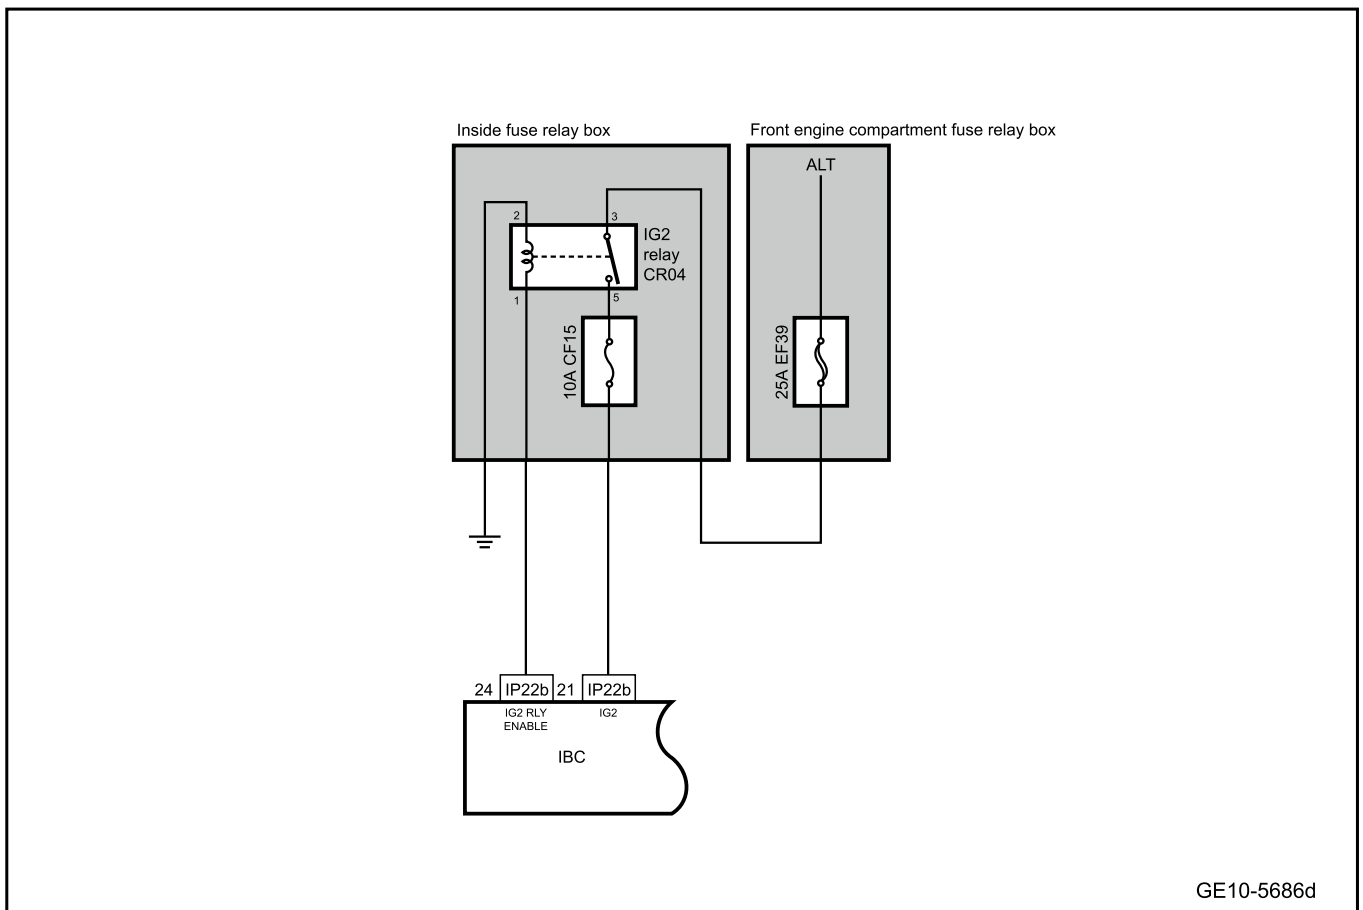 Inside fuse relay box
Front engine compartment fuse relay box
ALT
2
3
IG2
relay
CR04
1
5
10A CF15
25A EF39
24 IP22b 21 IP22b
IG2 RLY
ENABLE
IG2
IBC
GE10-5686d